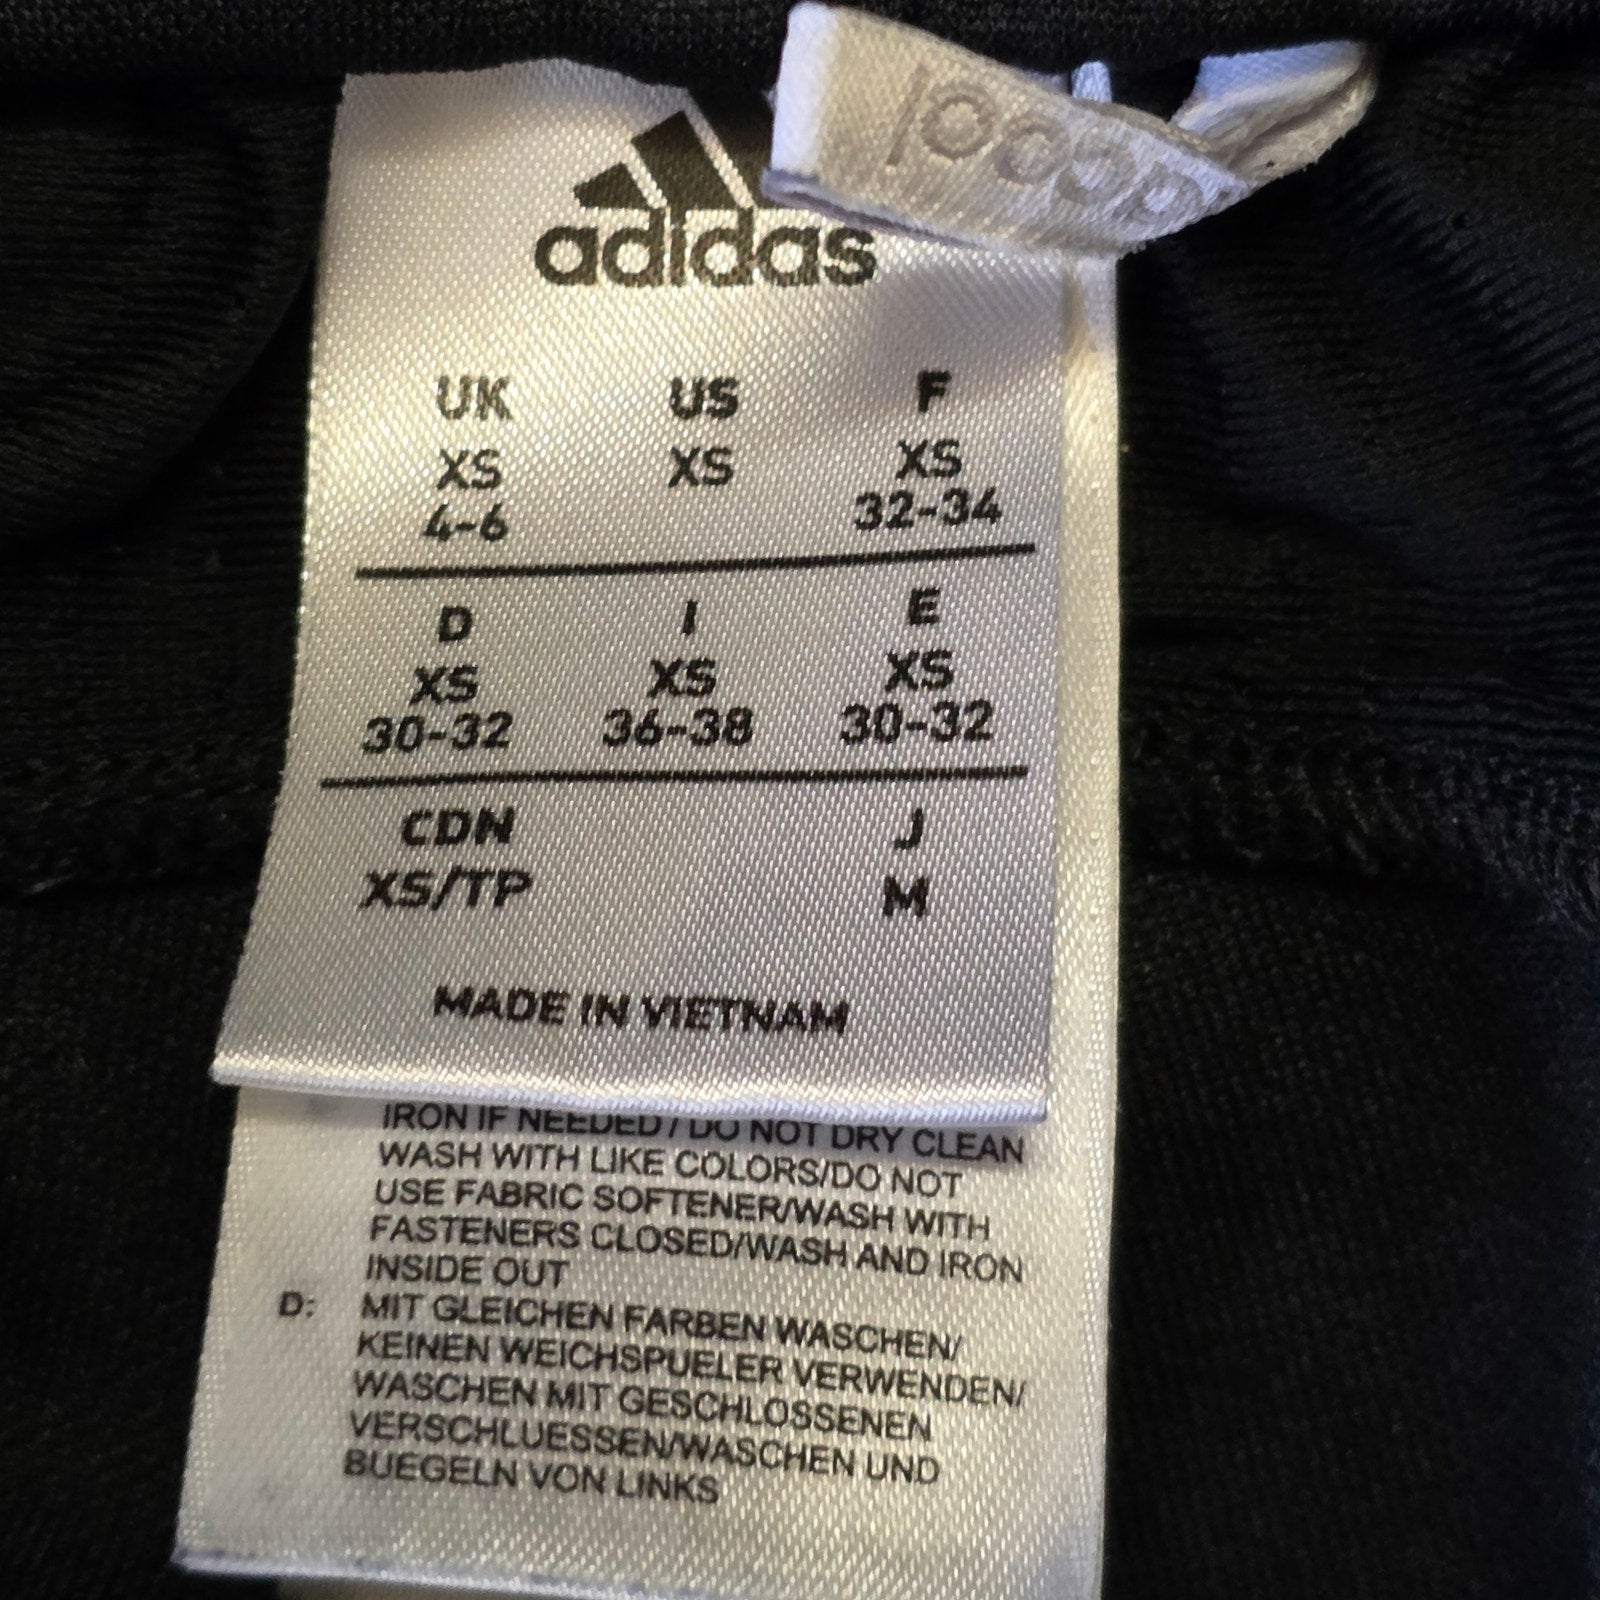 adidas
UK US F
XS XS XS
4-6 32-34
D I E
XS XS XS
30-32 36-38 30-32
CDN J
XS/TP M
MADE IN VIETNAM
IRON IF NEEDED / DO NOT DRY CLEAN
WASH WITH LIKE COLORS/DO NOT
USE FABRIC SOFTENER/WASH WITH
FASTENERS CLOSED/WASH AND IRON
INSIDE OUT
D: MIT GLEICHEN FARBEN WASCHEN/
KEINEN WEICHSPUELER VERWENDEN/
WASCHEN MIT GESCHLOSSENEN
VERSCHLUESSEN/WASCHEN UND
BUEGELN VON LINKS